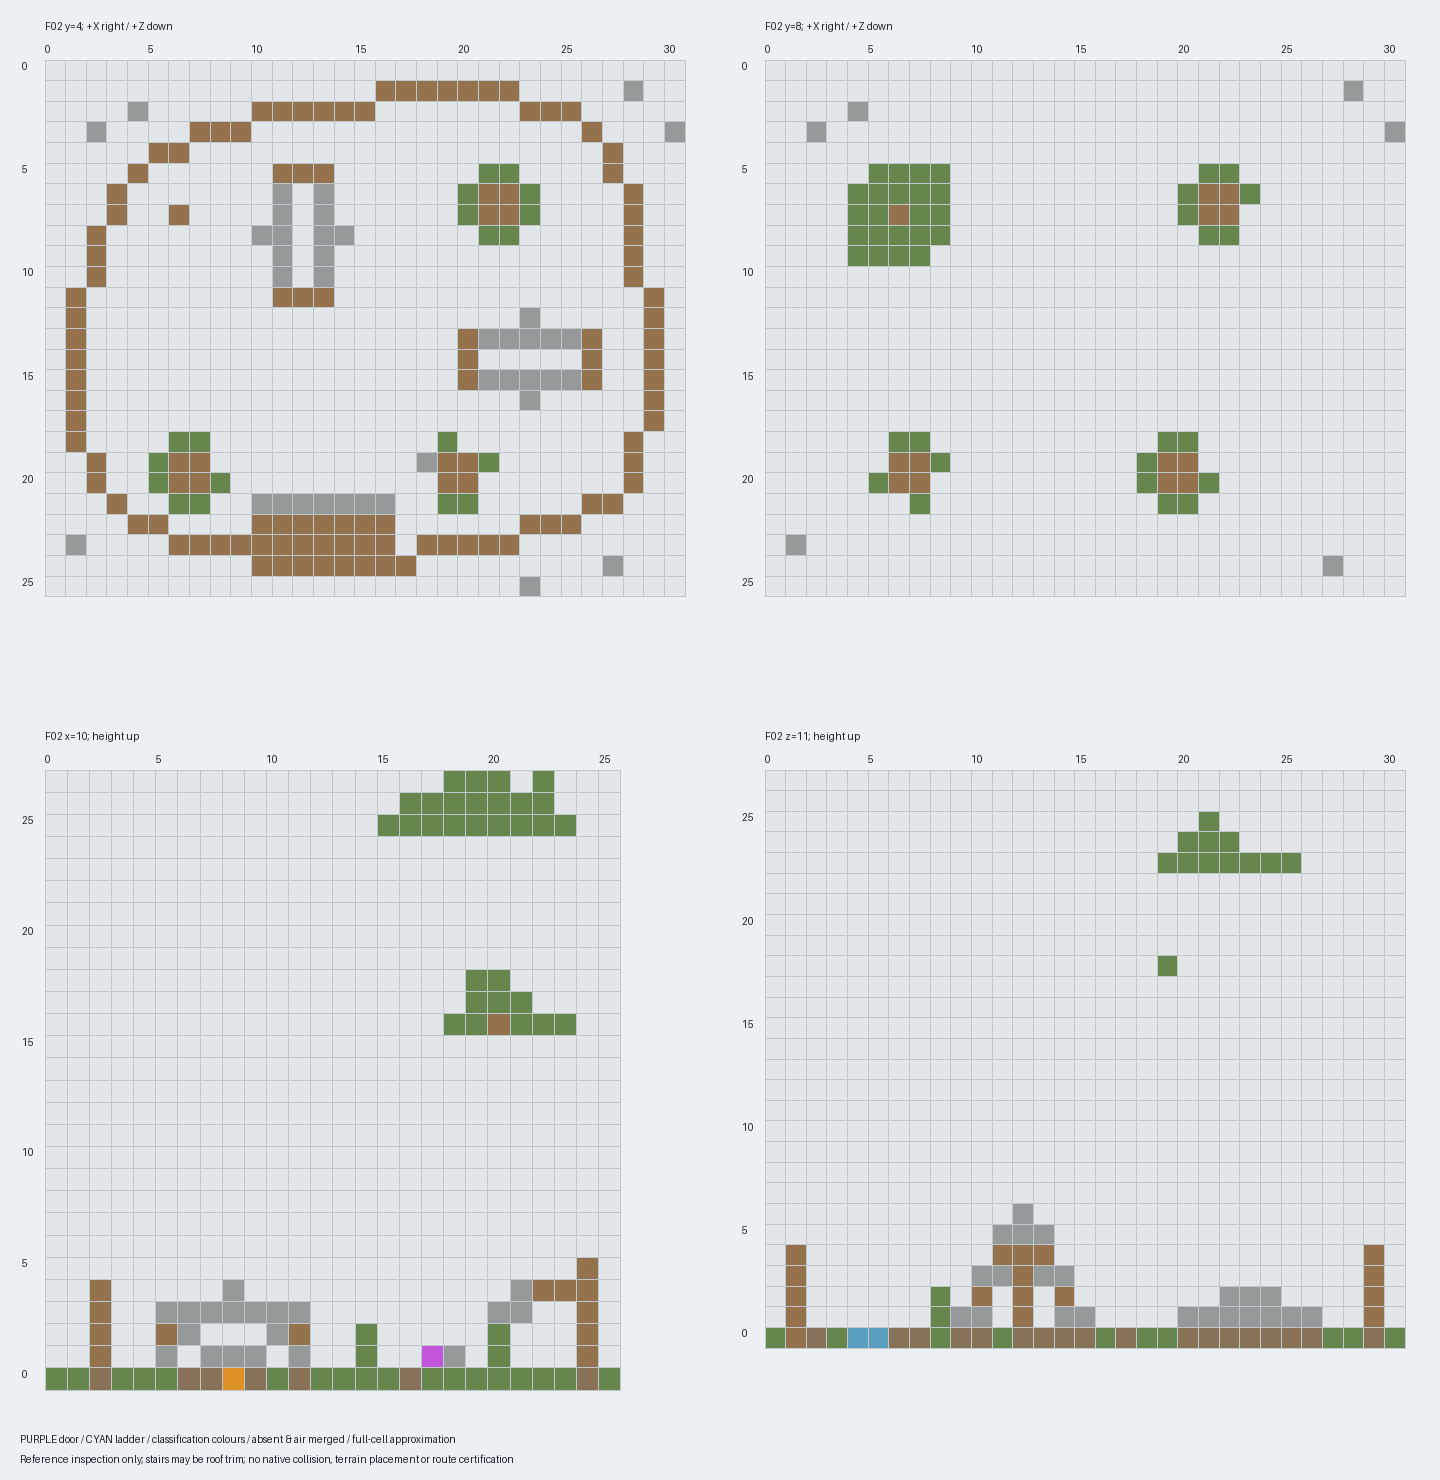 F02 y=4; +X right / +Z down
0 5 10 15 20 25 30
0
5
10
15
20
25
F02 y=8; +X right / +Z down
0 5 10 15 20 25 30
0
5
10
15
20
25
F02 x=10; height up
0 5 10 15 20 25
25
20
15
10
5
0
F02 z=11; height up
0 5 10 15 20 25 30
25
20
15
10
5
0
PURPLE door / CYAN ladder / classification colours / absent & air merged / full-cell approximation
Reference inspection only; stairs may be roof trim; no native collision, terrain placement or route certification